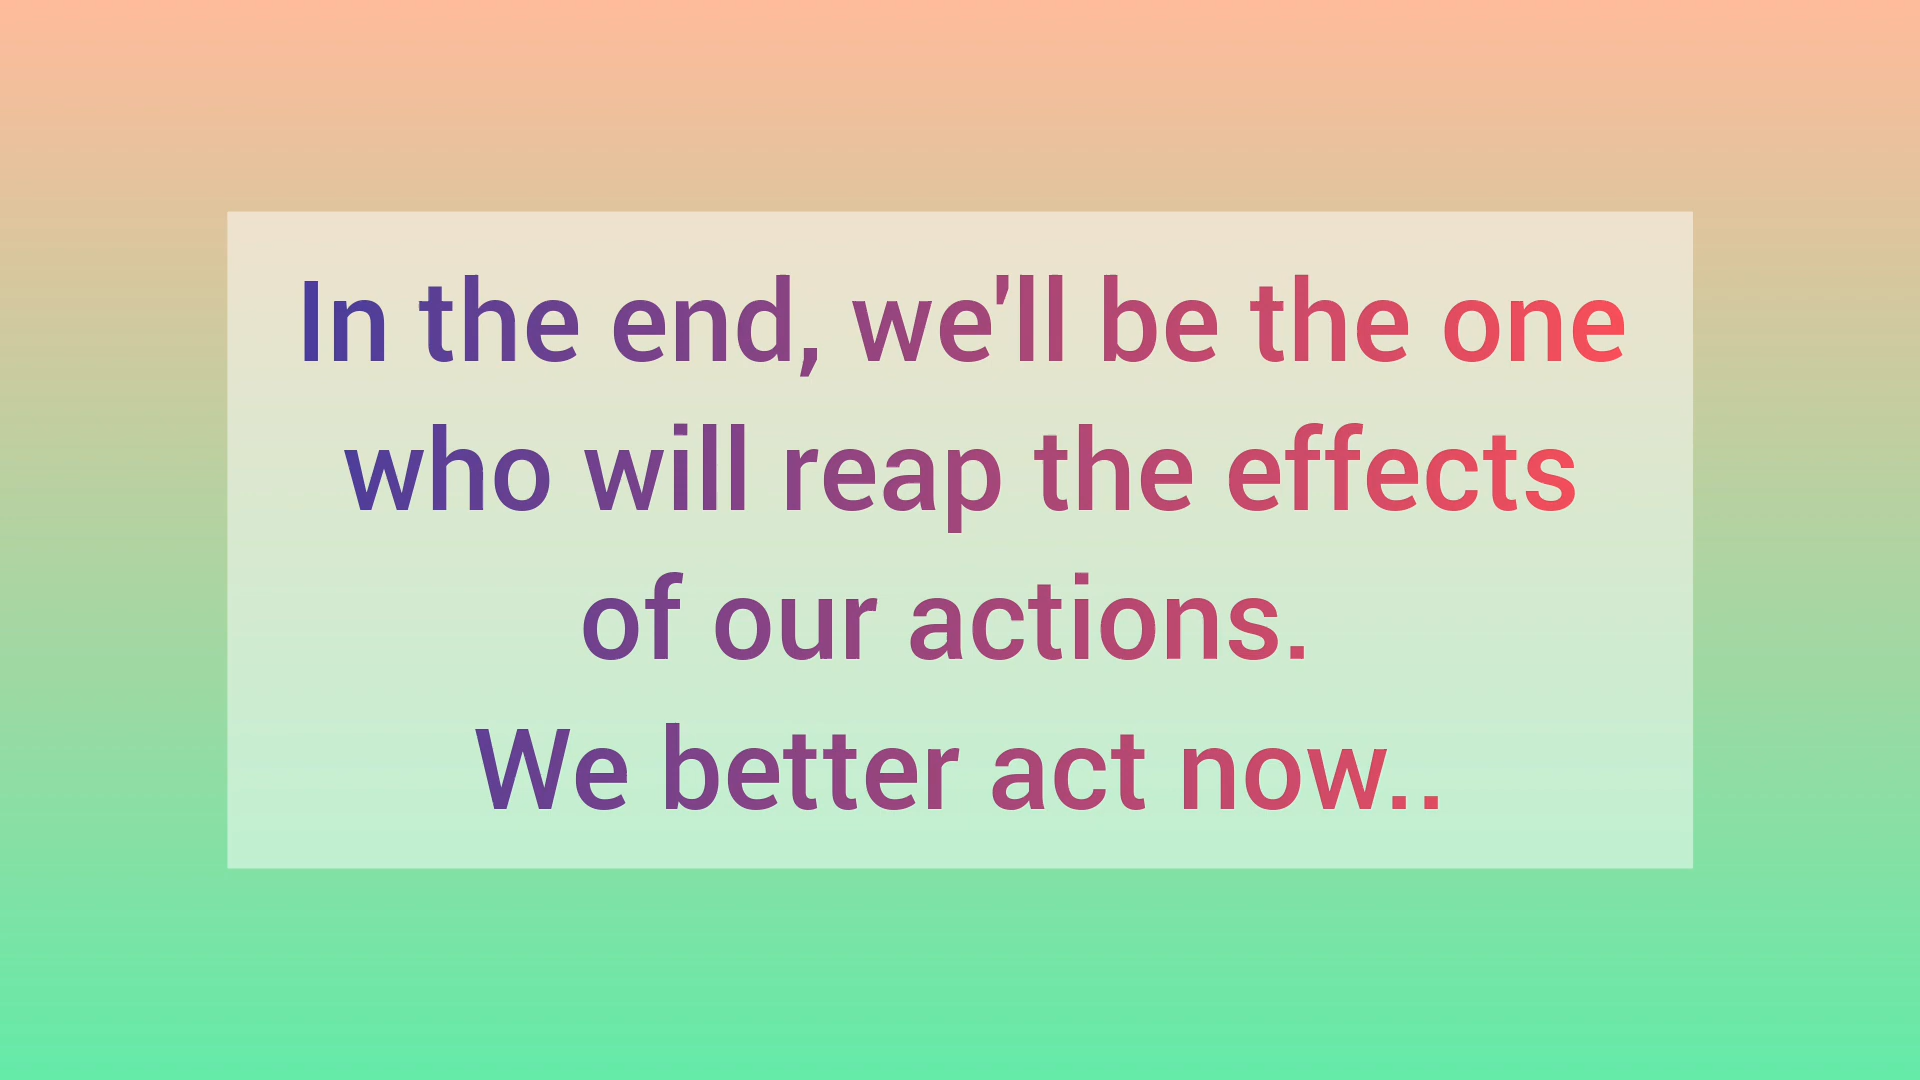 In the end, we'll be the one
who will reap the effects
of our actions.
We better act now..